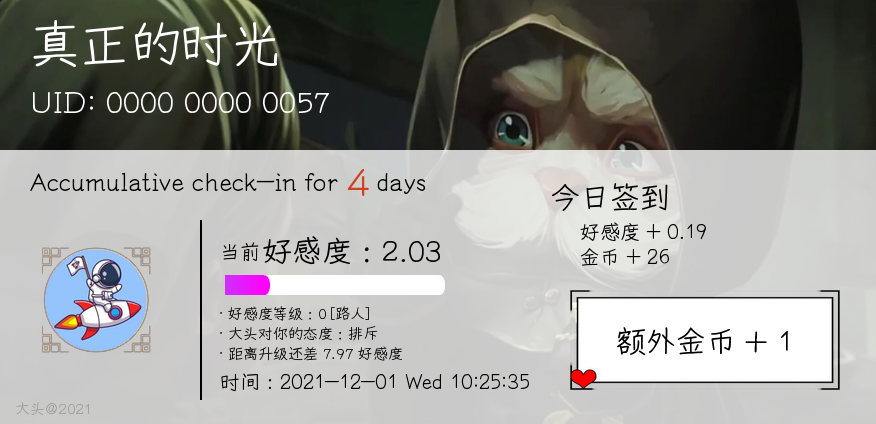 真正的时光
UID: 0000 0000 0057
Accumulative check-in for 4 days
当前好感度：2.03
·好感度等级：0[路人]
·大头对你的态度：排斥
·距离升级还差 7.97 好感度
时间：2021-12-01 Wed 10:25:35
今日签到
好感度 + 0.19
金币 + 26
额外金币 + 1
大头@2021